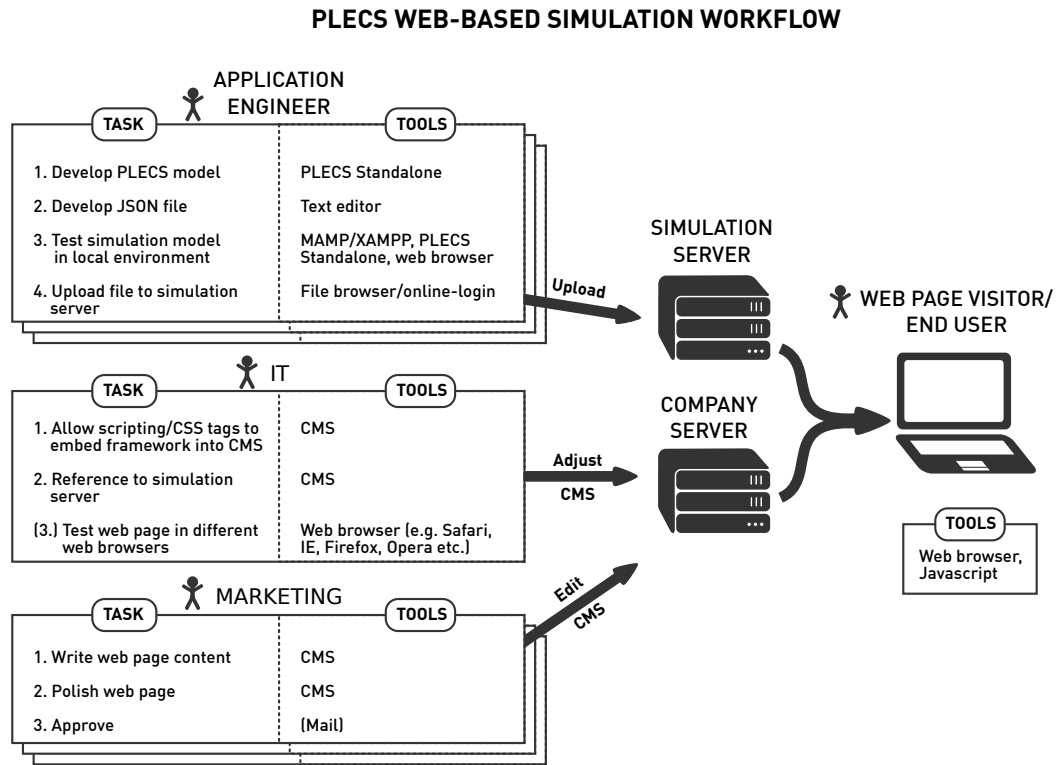 PLECS WEB-BASED SIMULATION WORKFLOW
APPLICATION
ENGINEER
TASK
TOOLS
1. Develop PLECS model
PLECS Standalone
2. Develop JSON file
Text editor
3. Test simulation model
in local environment
MAMP/XAMPP, PLECS
Standalone, web browser
4. Upload file to simulation
server
File browser/online-login
Upload
SIMULATION
SERVER
WEB PAGE VISITOR/
END USER
IT
TASK
TOOLS
1. Allow scripting/CSS tags to
embed framework into CMS
CMS
2. Reference to simulation
server
CMS
(3.) Test web page in different
web browsers
Web browser (e.g. Safari,
IE, Firefox, Opera etc.)
Adjust
CMS
COMPANY
SERVER
TOOLS
Web browser,
Javascript
MARKETING
TASK
TOOLS
1. Write web page content
CMS
2. Polish web page
CMS
3. Approve
(Mail)
Edit
CMS